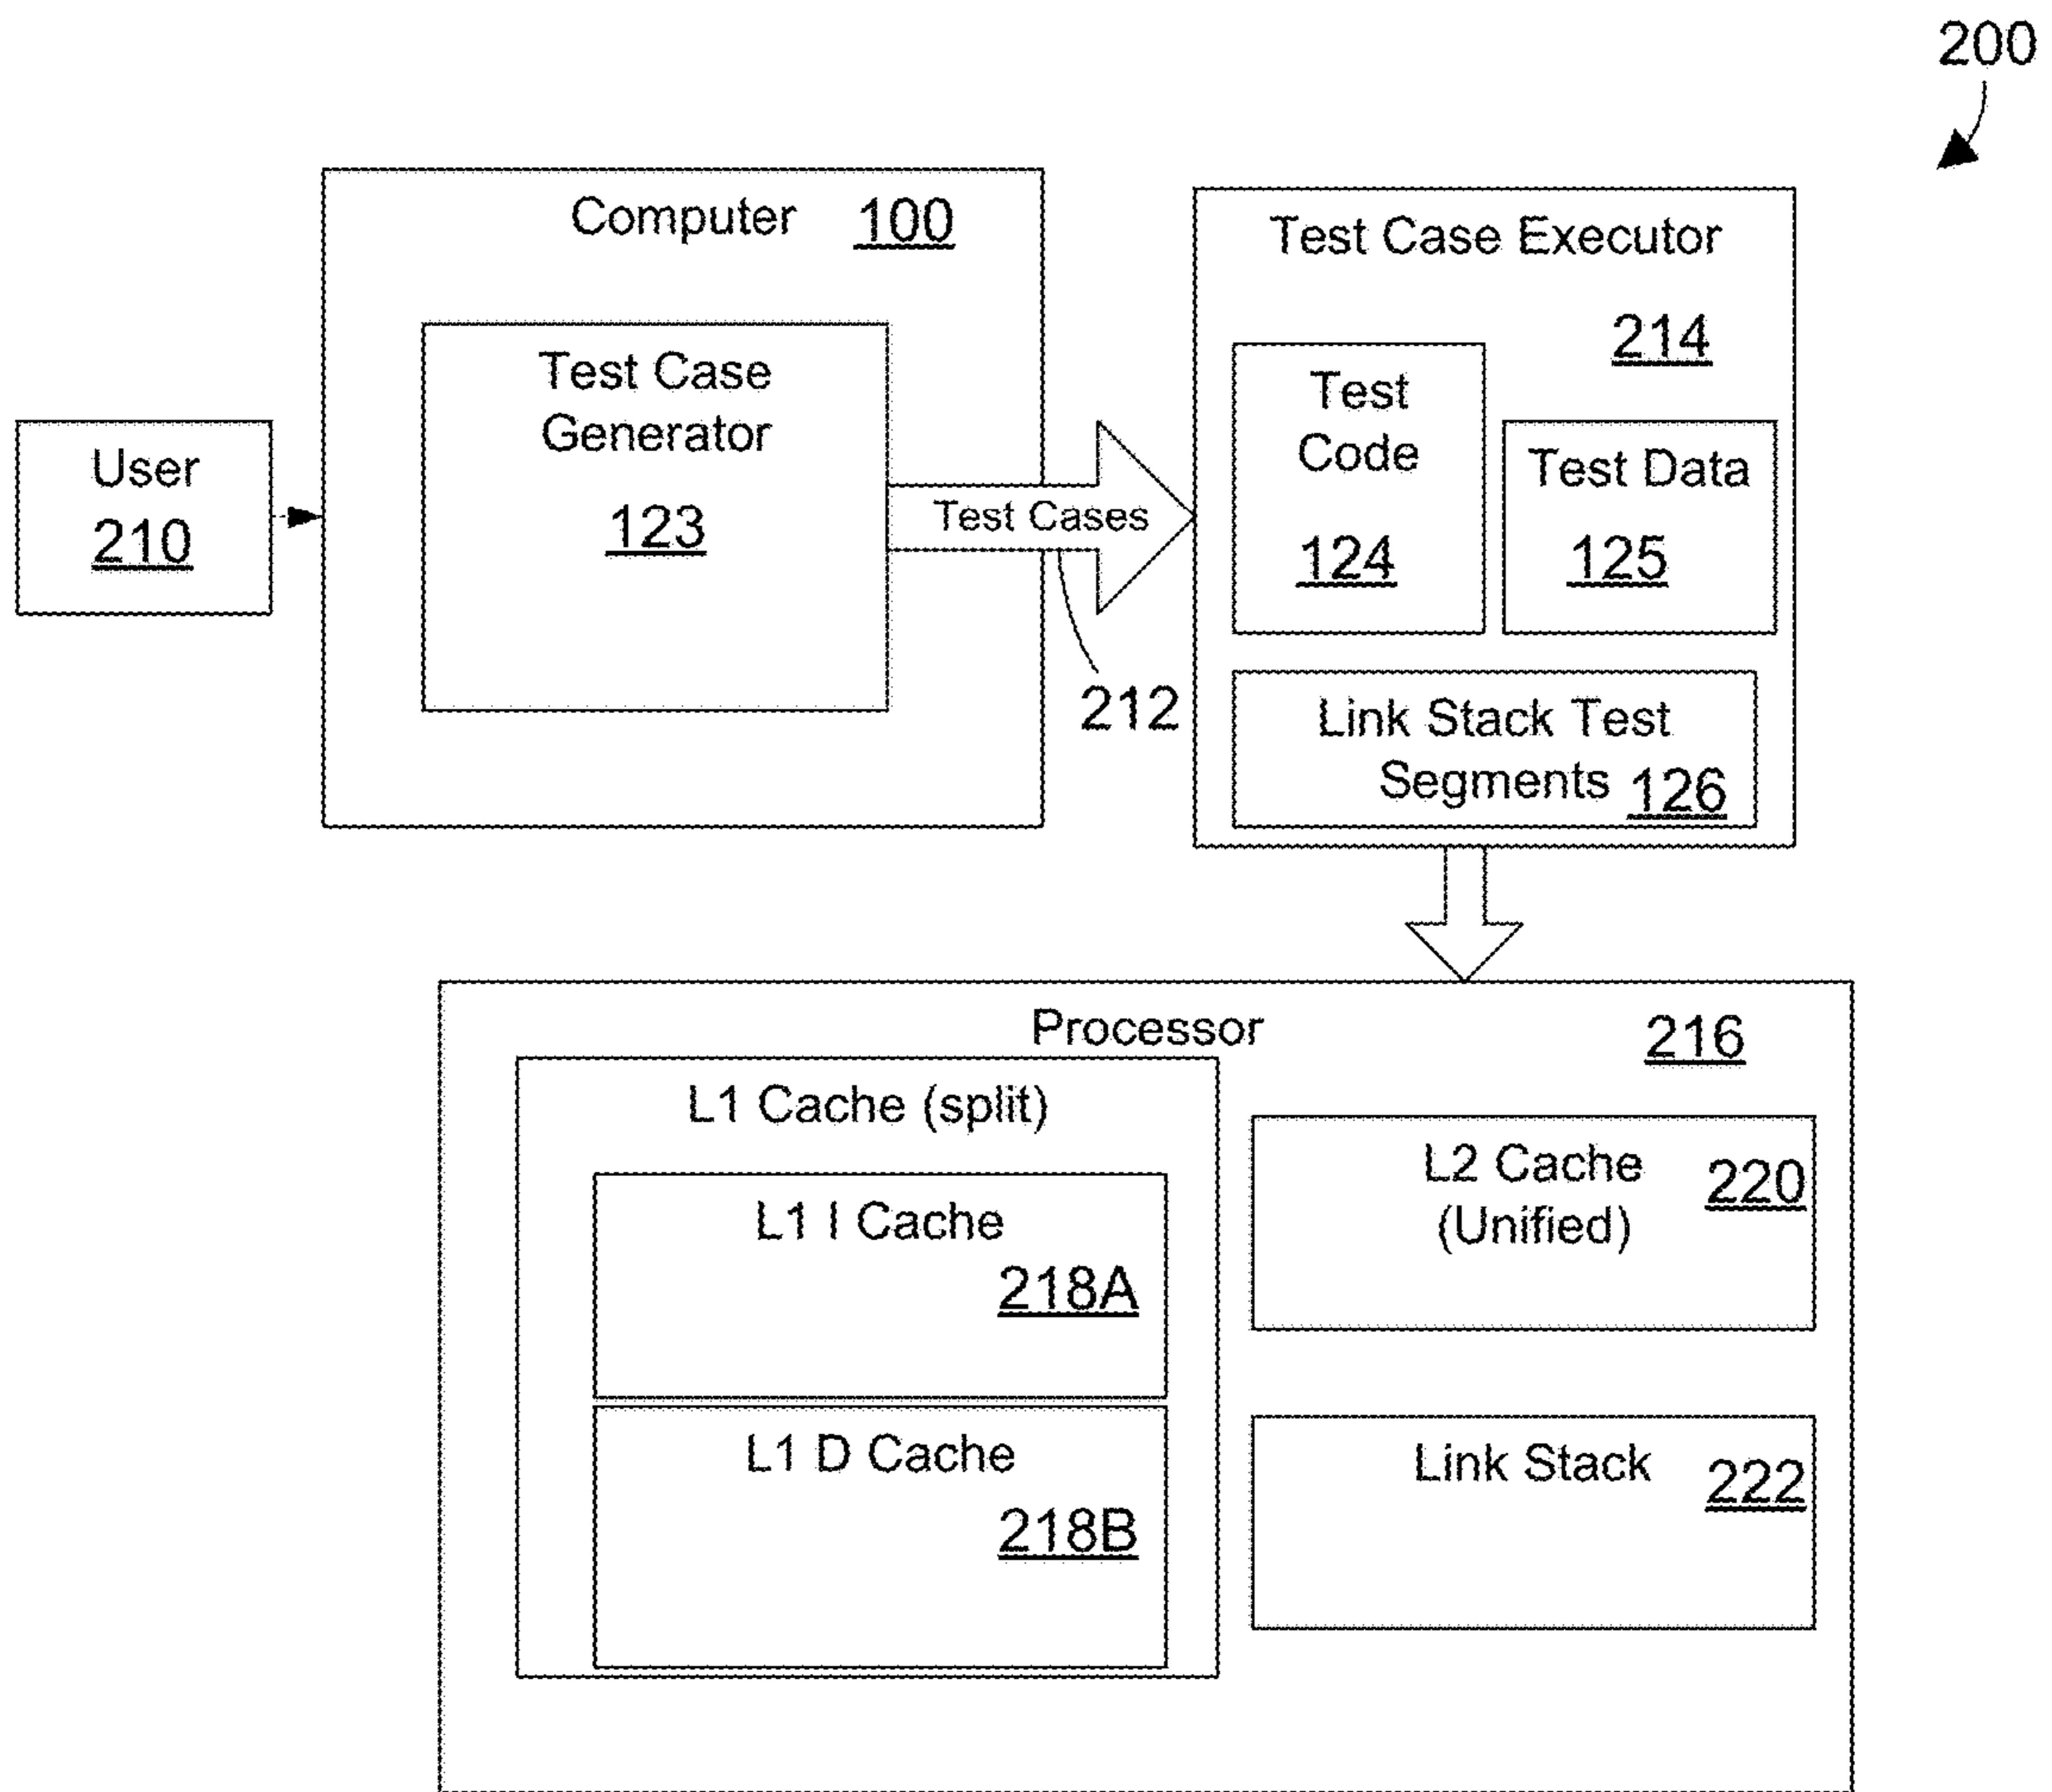 200
Computer 100
Test Case
Generator
123
User
210
Test Cases
212
Test Case Executor
214
Test
Code
124
Test Data
125
Link Stack Test
Segments 126
Processor
216
L1 Cache (split)
L1 I Cache
218A
L1 D Cache
218B
L2 Cache
(Unified)
220
Link Stack
222